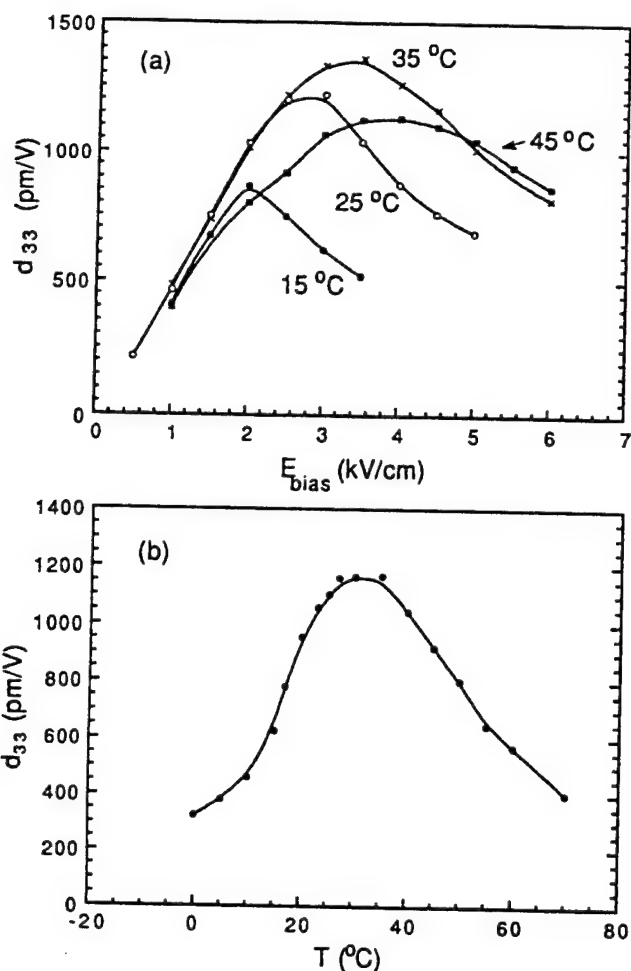 (a)
d33 (pm/V)
1500
1000
500
0
35 °C
45 °C
25 °C
15 °C
0 1 2 3 4 5 6 7
Ebias (kV/cm)
(b)
d33 (pm/V)
1400
1200
1000
800
600
400
200
0
-20 0 20 40 60 80
T (°C)